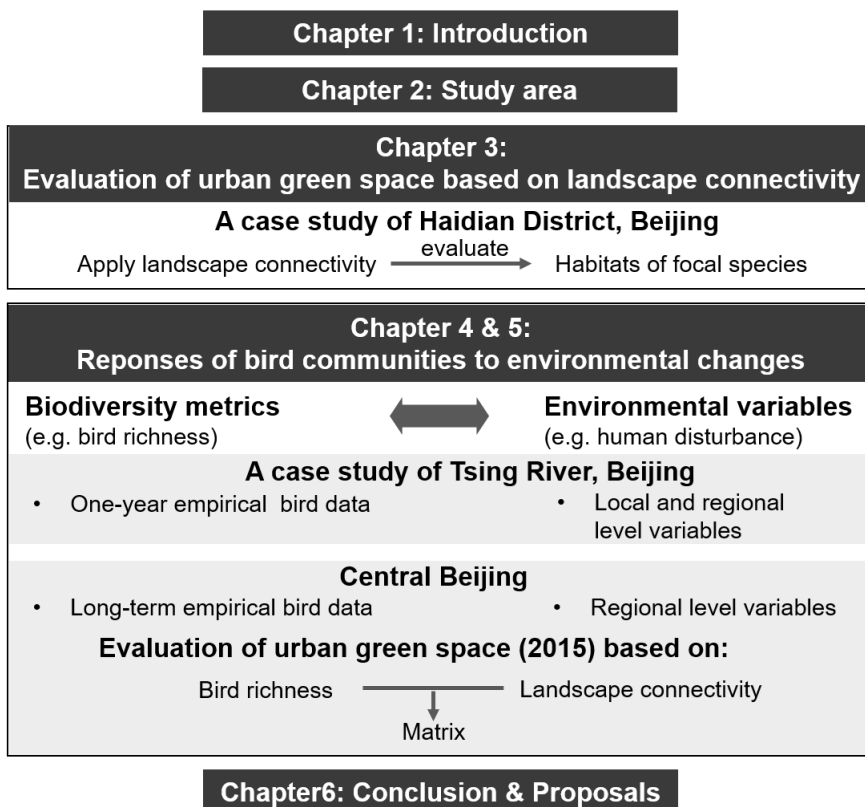 Chapter 1: Introduction
Chapter 2: Study area
Chapter 3:
Evaluation of urban green space based on landscape connectivity
A case study of Haidian District, Beijing
Apply landscape connectivity evaluate Habitats of focal species
Chapter 4 & 5:
Reponses of bird communities to environmental changes
Biodiversity metrics Environmental variables
(e.g. bird richness) (e.g. human disturbance)
A case study of Tsing River, Beijing
• One-year empirical bird data • Local and regional
level variables
Central Beijing
• Long-term empirical bird data • Regional level variables
Evaluation of urban green space (2015) based on:
Bird richness Landscape connectivity
Matrix
Chapter6: Conclusion & Proposals